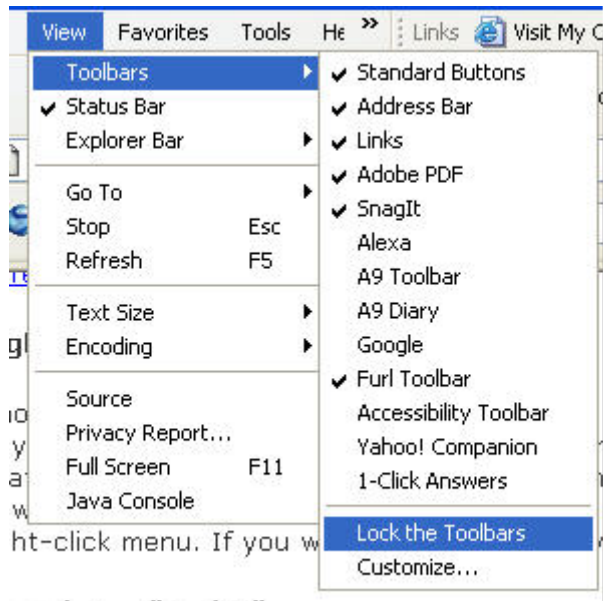 View Favorites Tools He » Links Visit My C
Toolbars
Status Bar
Explorer Bar
Go To
Stop Esc
Refresh F5
Text Size
Encoding
Source
Privacy Report...
Full Screen F11
Java Console
Standard Buttons
Address Bar
Links
Adobe PDF
SnagIt
Alexa
A9 Toolbar
A9 Diary
Google
Furl Toolbar
Accessibility Toolbar
Yahoo! Companion
1-Click Answers
Lock the Toolbars
Customize...
ht-click menu. If you w